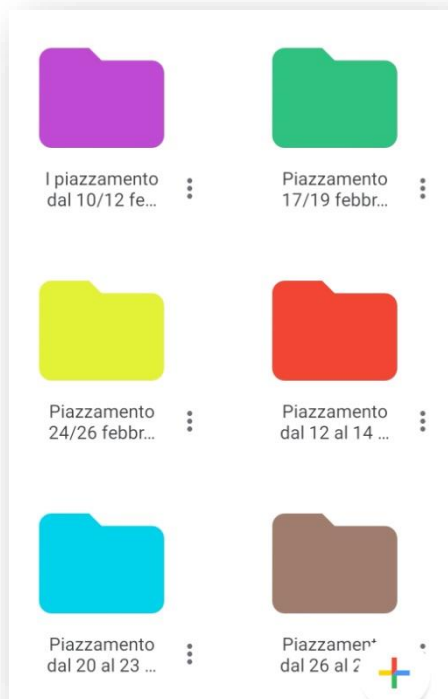 I piazzamento
dal 10/12 fe...
Piazzamento
17/19 febbr...
Piazzamento
24/26 febbr...
Piazzamento
dal 12 al 14 ...
Piazzamento
dal 20 al 23 ...
dal 26 al